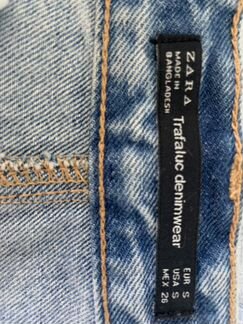 ZARA
MADE IN
BANGLADESH
Trafaluc denimwear
EUR S
USA S
MEX 26